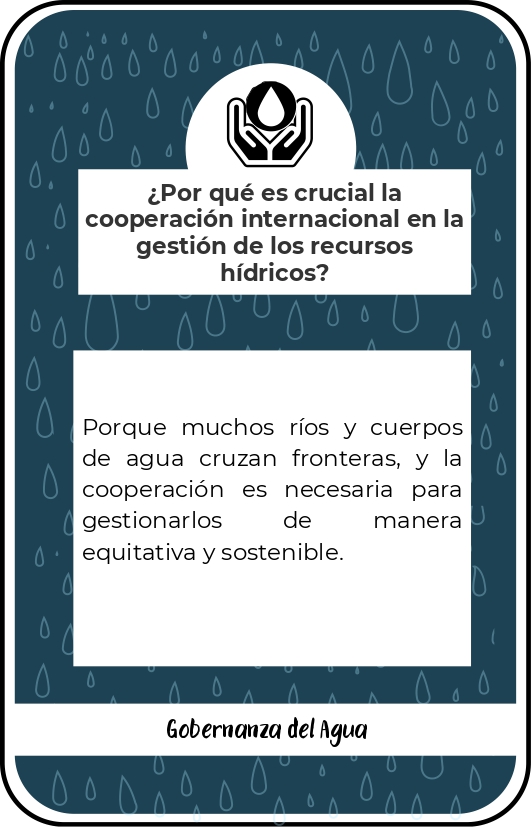 ¿Por qué es crucial la
cooperación internacional en la
gestión de los recursos
hídricos?
Porque muchos ríos y cuerpos
de agua cruzan fronteras, y la
cooperación es necesaria para
gestionarlos de manera
equitativa y sostenible.
Gobernanza del Agua